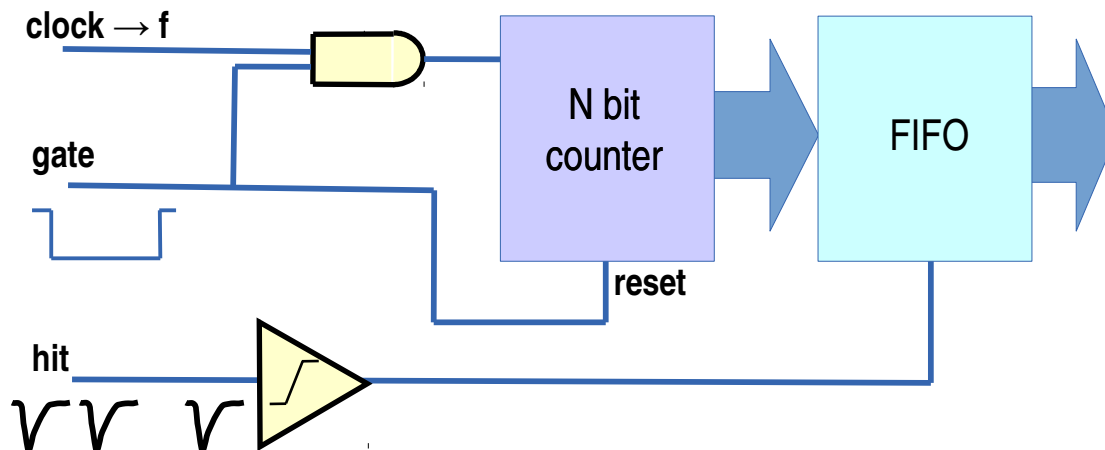 clock → f
N bit
counter
FIFO
gate
reset
hit